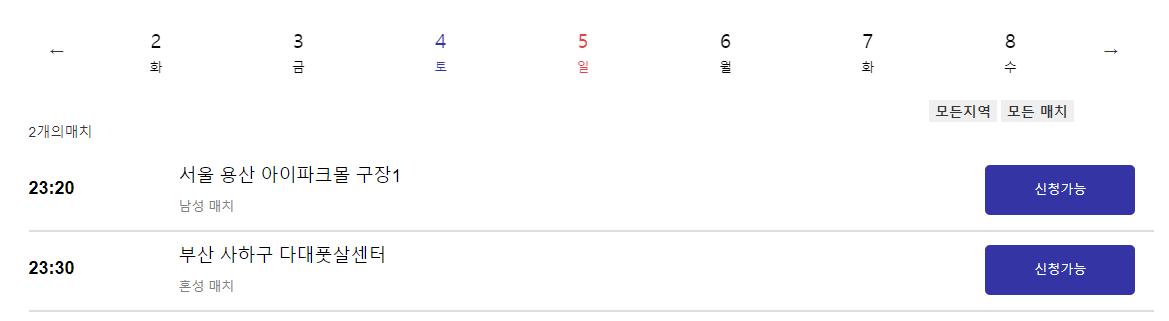 ← 2 3 4 5 6 7 8 →
화 금 토 일 월 화 수
모든지역 모든 매치
2개의매치
23:20 서울 용산 아이파크몰 구장1 신청가능
남성 매치
23:30 부산 사하구 다대풋살센터 신청가능
혼성 매치